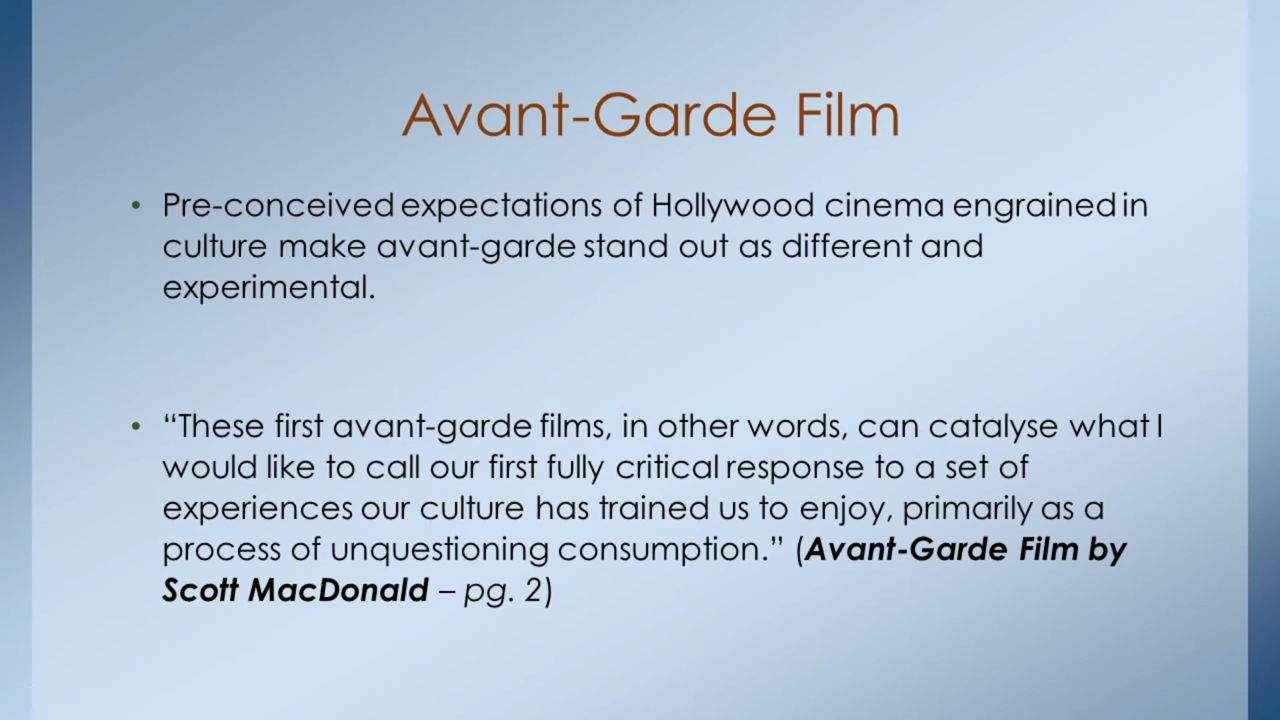 Avant-Garde Film
• Pre-conceived expectations of Hollywood cinema engrained in
culture make avant-garde stand out as different and
experimental.
• “These first avant-garde films, in other words, can catalyse what I
would like to call our first fully critical response to a set of
experiences our culture has trained us to enjoy, primarily as a
process of unquestioning consumption.” (Avant-Garde Film by
Scott MacDonald – pg. 2)